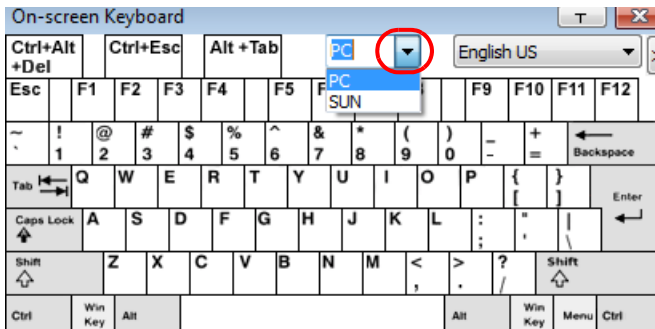 On-screen Keyboard
Ctrl+Alt +Del Ctrl+Esc Alt +Tab PC English US
PC
SUN
Esc F1 F2 F3 F4 F5 F9 F10 F11 F12
~ ! @ # $ % ^ & * ( ) _ + Backspace
` 1 2 3 4 5 6 7 8 9 0 - =
Tab Q W E R T Y U I O P { } Enter
[ ]
Caps Lock A S D F G H J K L : " |
; ' \
Shift Z X C V B N M < > ? Shift
, . /
Ctrl Win Key Alt Alt Win Key Menu Ctrl